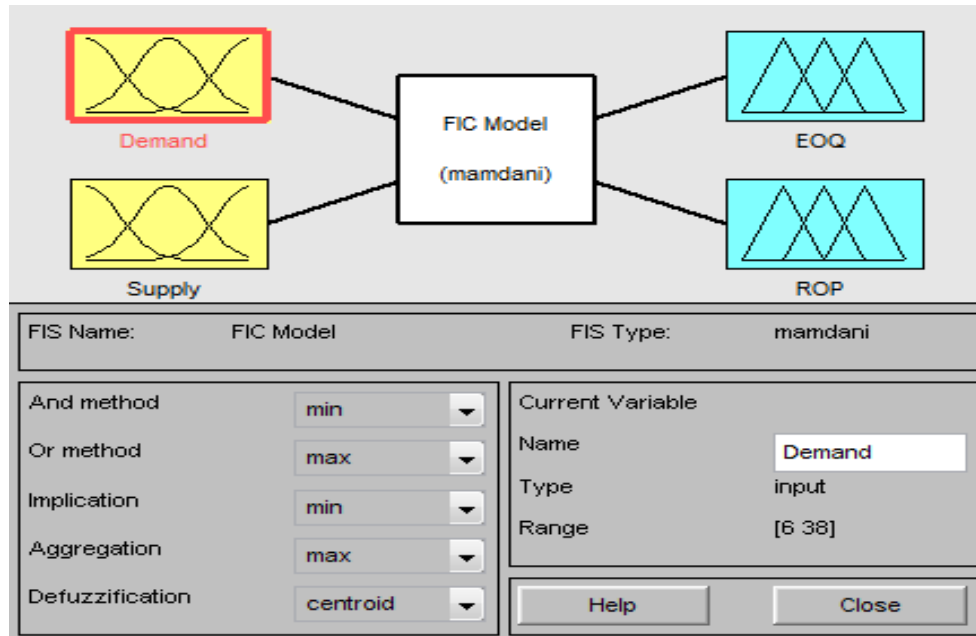 Demand
Supply
FIC Model
(mamdani)
EOQ
ROP
FIS Name: FIC Model FIS Type: mamdani
And method min
Or method max
Implication min
Aggregation max
Defuzzification centroid
Current Variable
Name Demand
Type input
Range [6 38]
Help Close